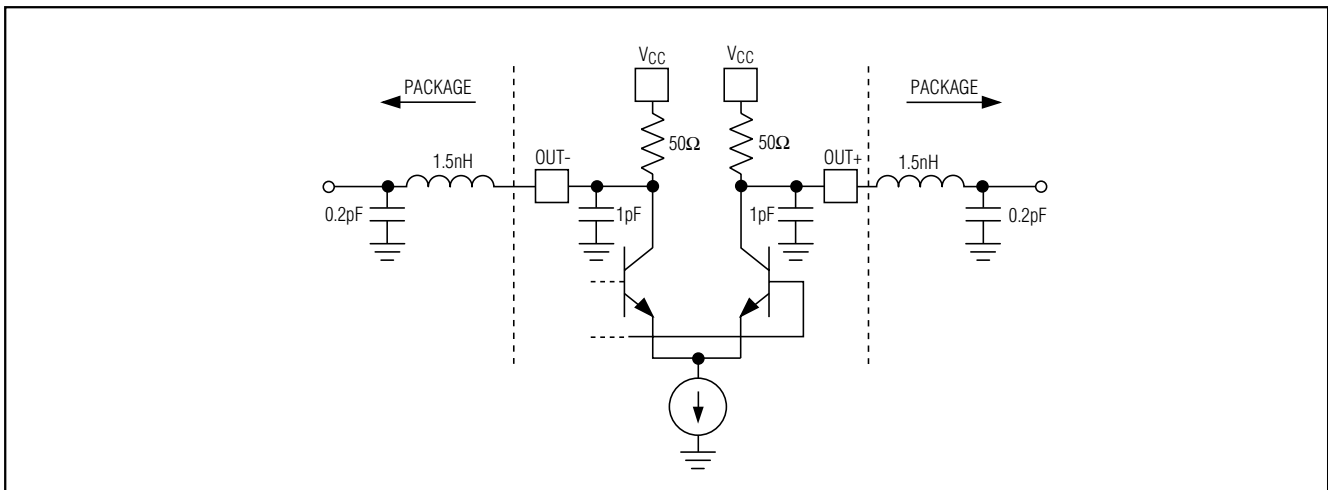 VCC VCC
PACKAGE PACKAGE
50Ω 50Ω
1.5nH OUT- OUT+ 1.5nH
0.2pF 1pF 1pF 0.2pF